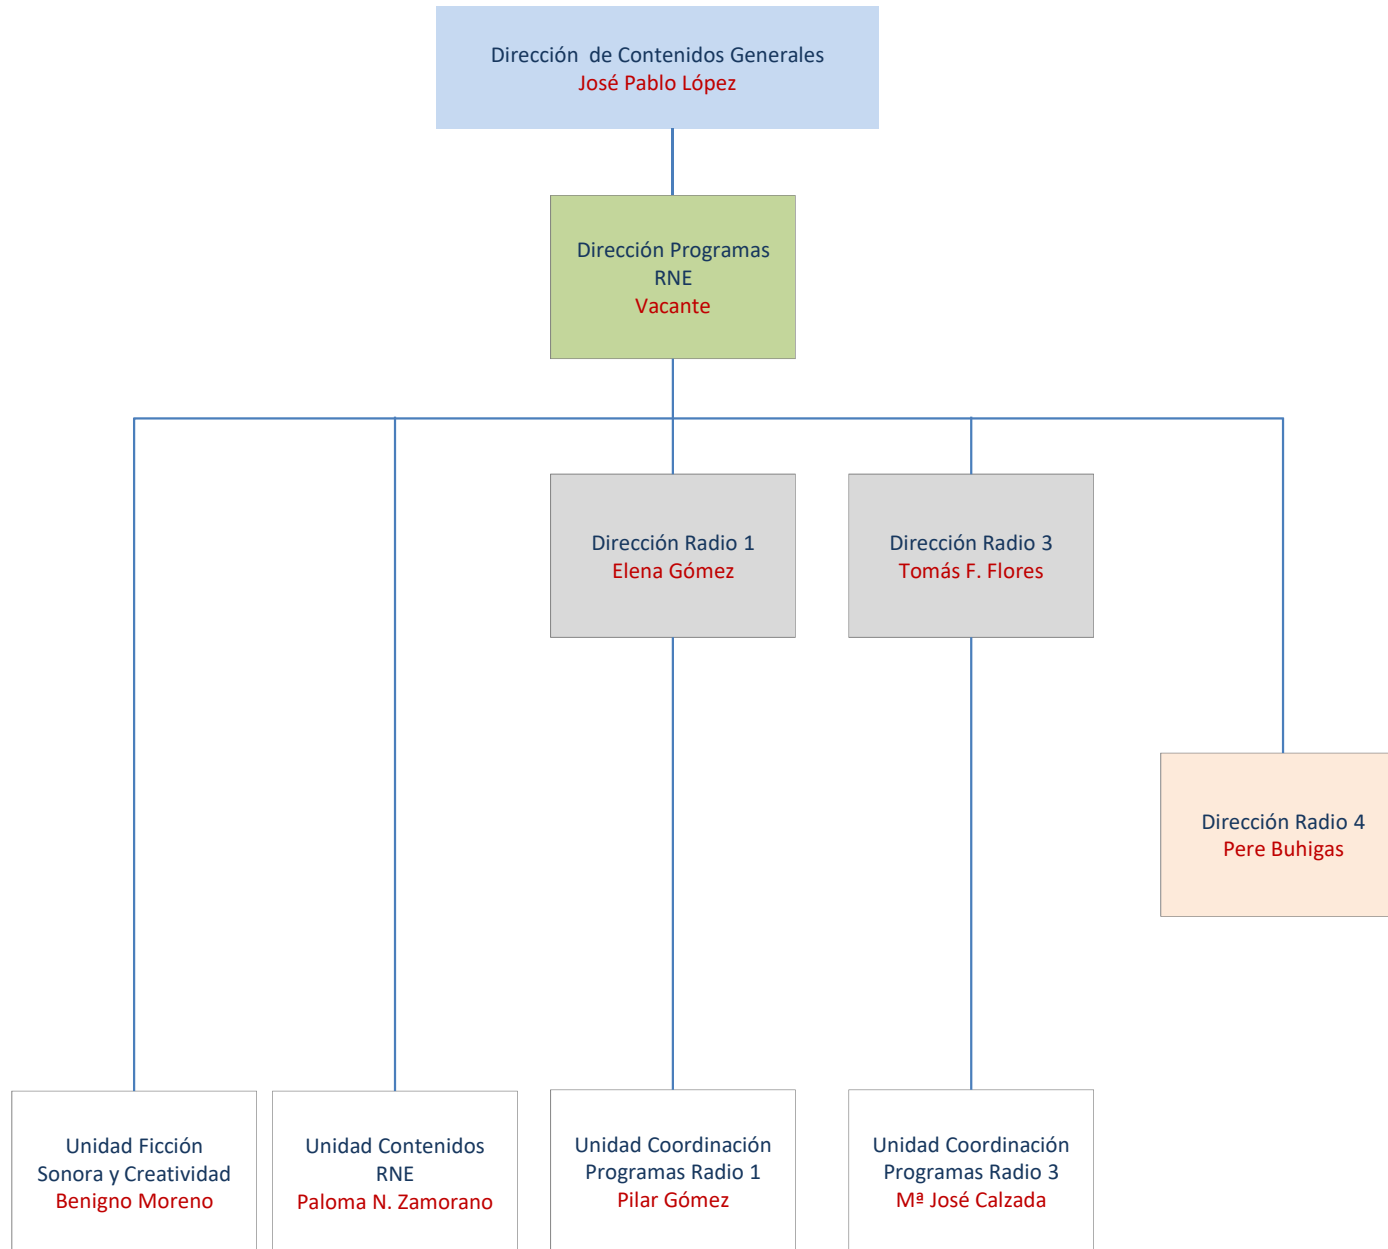 Dirección de Contenidos Generales
José Pablo López
Dirección Programas
RNE
Vacante
Dirección Radio 1
Elena Gómez
Dirección Radio 3
Tomás F. Flores
Dirección Radio 4
Pere Buhigas
Unidad Ficción
Sonora y Creatividad
Benigno Moreno
Unidad Contenidos
RNE
Paloma N. Zamorano
Unidad Coordinación
Programas Radio 1
Pilar Gómez
Unidad Coordinación
Programas Radio 3
Mª José Calzada